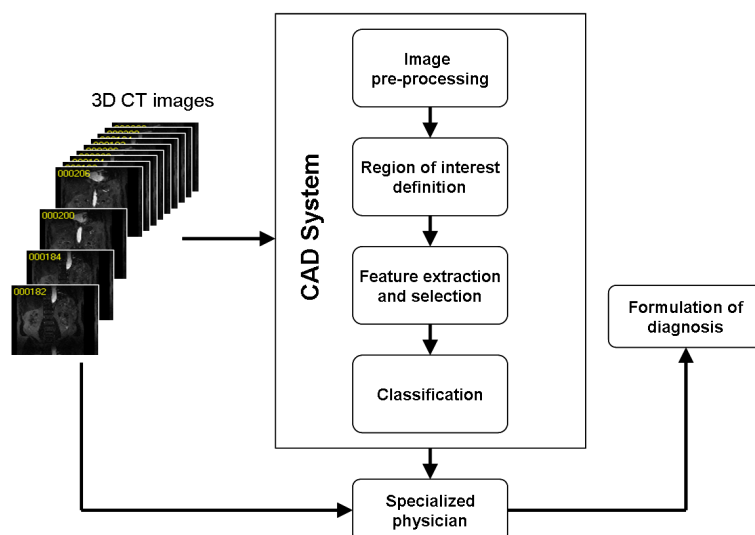 3D CT images
000206
000200
000184
000182
CAD System
Image
pre-processing
Region of interest
definition
Feature extraction
and selection
Classification
Specialized
physician
Formulation of
diagnosis